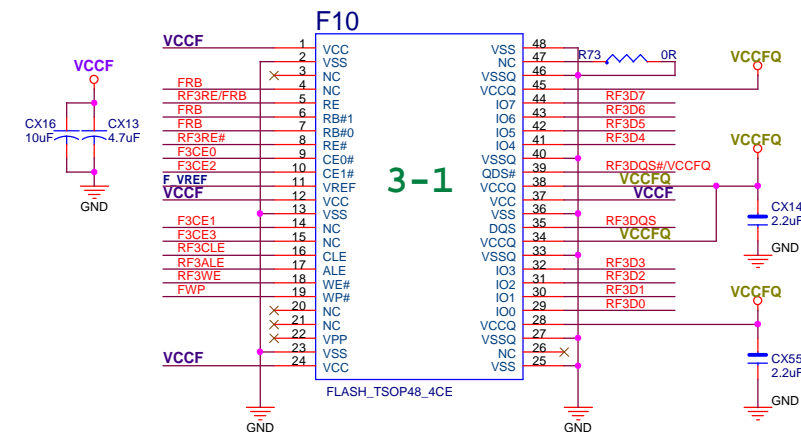 F10
VCCF 1 VCC VSS 48
2 VSS NC 47 R73 0R VCCFQ
3 NC VSSQ 46
FRB 4 NC VCCQ 45
RF3RE/FRB 5 RE IO7 44 RF3D7
FRB 6 RB#1 IO6 43 RF3D6
FRB 7 RB#0 IO5 42 RF3D5
RF3RE# 8 RE# IO4 41 RF3D4
F3CE0 9 CE0# VSSQ 40
F3CE2 10 CE1# QDS# 39 RF3DQS#/VCCFQ
F_VREF 11 VREF VCCQ 38 VCCFQ
VCCF 12 VCC VCC 37 VCCF
13 VSS VSS 36
F3CE1 14 NC DQS 35 RF3DQS
F3CE3 15 NC VCCQ 34 VCCFQ
RF3CLE 16 CLE VSSQ 33
RF3ALE 17 ALE IO3 32 RF3D3
RF3WE 18 WE# IO2 31 RF3D2
FWP 19 WP# IO1 30 RF3D1
20 NC IO0 29 RF3D0
21 NC VCCQ 28
22 VPP VSSQ 27
23 VSS NC 26
VCCF 24 VCC VSS 25
3-1
FLASH_TSOP48_4CE
GND
GND
VCCF
CX16 CX13
10uF 4.7uF
GND
VCCFQ
CX14
2.2uF
GND
VCCFQ
CX55
2.2uF
GND